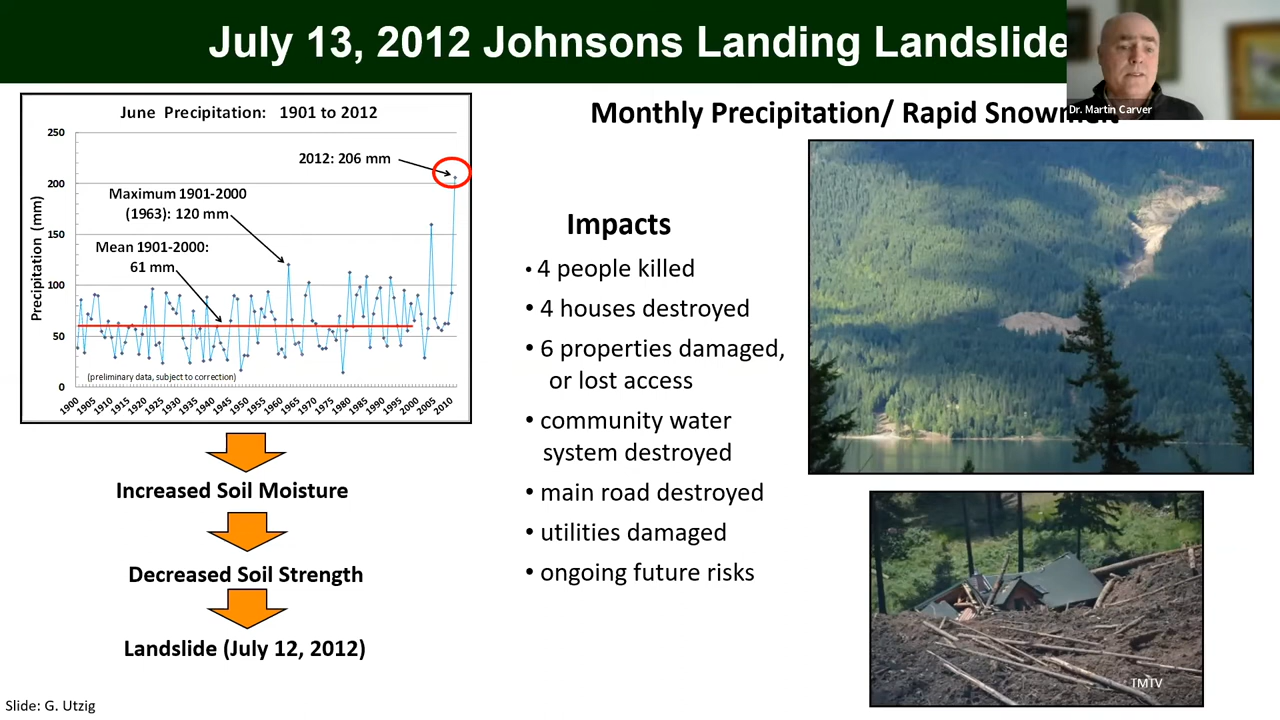 July 13, 2012 Johnsons Landing Landslide
Dr. Martin Carver
June Precipitation: 1901 to 2012
Precipitation (mm)
250
200
150
100
50
0
2012: 206 mm
Maximum 1901-2000
(1963): 120 mm
Mean 1901-2000:
61 mm
(preliminary data, subject to correction)
1900 1905 1910 1915 1920 1925 1930 1935 1940 1945 1950 1955 1960 1965 1970 1975 1980 1985 1990 1995 2000 2005 2010
Increased Soil Moisture
Decreased Soil Strength
Landslide (July 12, 2012)
Monthly Precipitation/ Rapid
Impacts
• 4 people killed
• 4 houses destroyed
• 6 properties damaged,
or lost access
• community water
system destroyed
• main road destroyed
• utilities damaged
• ongoing future risks
TMTV
Slide: G. Utzig